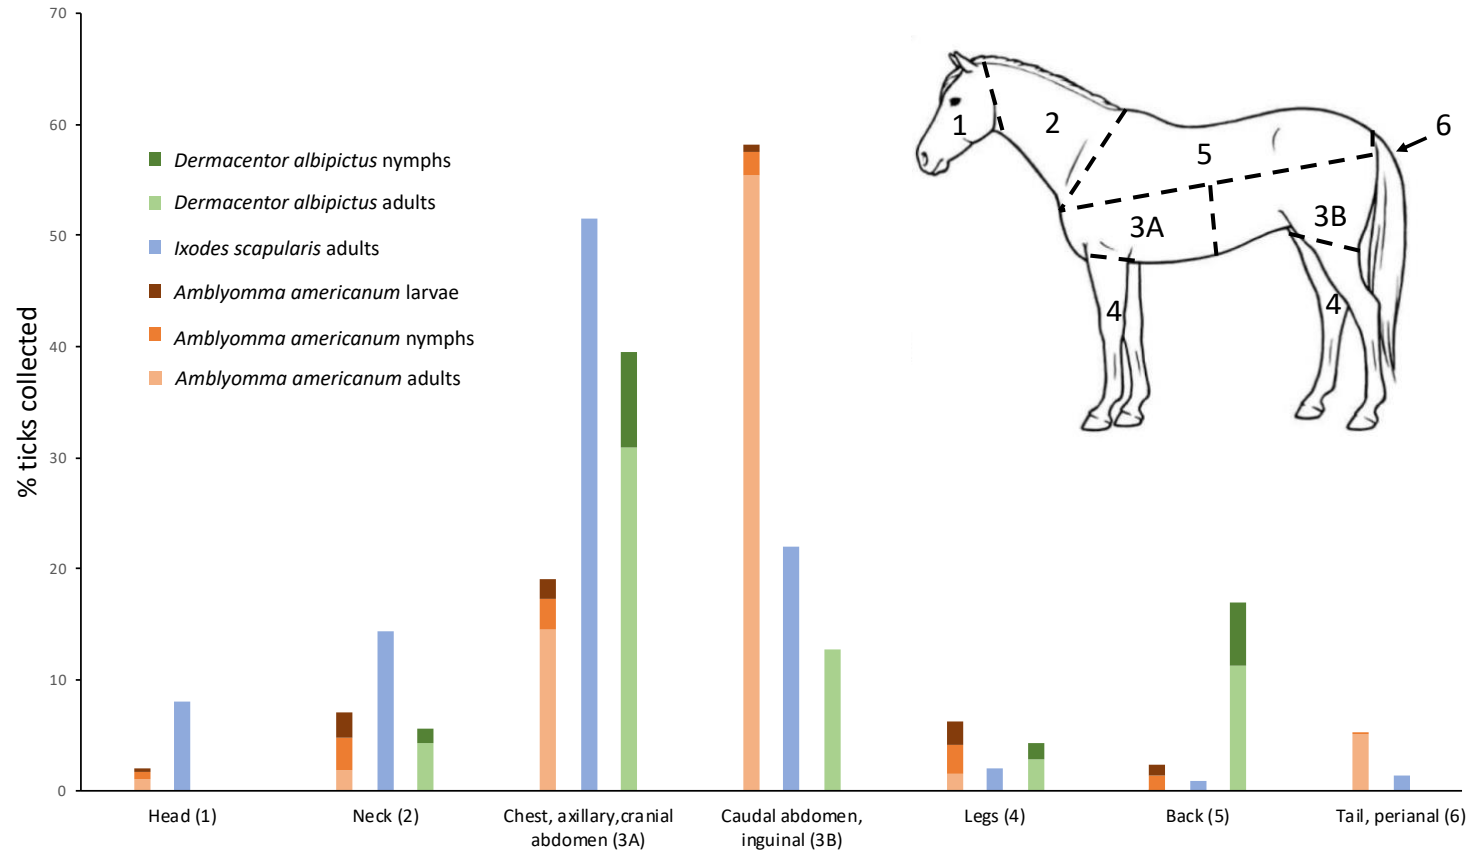 70
60
50
40
30
20
10
0
% ticks collected
Dermacentor albipictus nymphs
Dermacentor albipictus adults
Ixodes scapularis adults
Amblyomma americanum larvae
Amblyomma americanum nymphs
Amblyomma americanum adults
1
2
5
6
3A
3B
4
4
Head (1)
Neck (2)
Chest, axillary,cranial
abdomen (3A)
Caudal abdomen,
inguinal (3B)
Legs (4)
Back (5)
Tail, perianal (6)